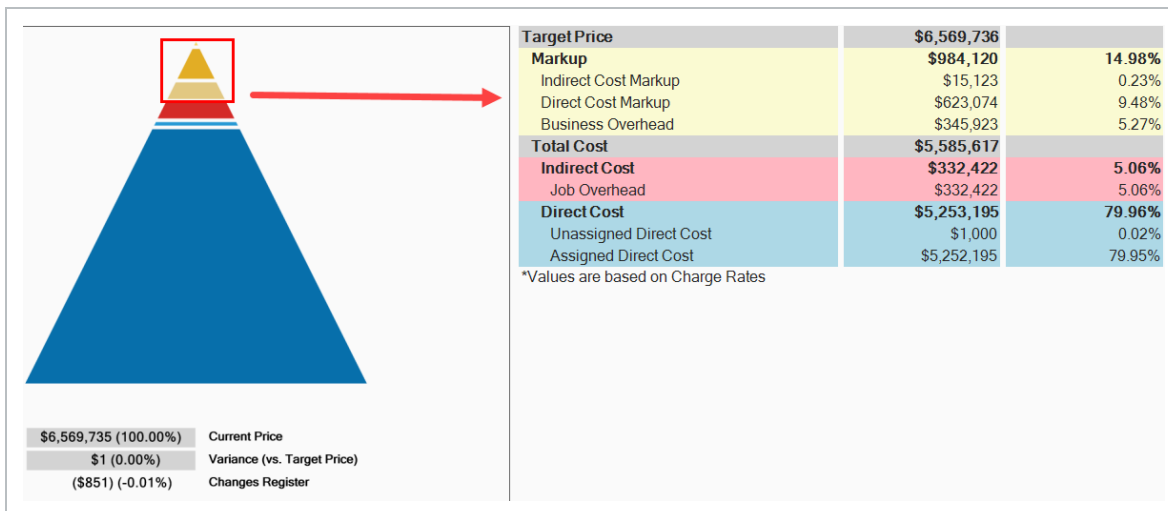 Target Price $6,569,736
Markup $984,120 14.98%
Indirect Cost Markup $15,123 0.23%
Direct Cost Markup $623,074 9.48%
Business Overhead $345,923 5.27%
Total Cost $5,585,617
Indirect Cost $332,422 5.06%
Job Overhead $332,422 5.06%
Direct Cost $5,253,195 79.96%
Unassigned Direct Cost $1,000 0.02%
Assigned Direct Cost $5,252,195 79.95%
*Values are based on Charge Rates
$6,569,735 (100.00%) Current Price
$1 (0.00%) Variance (vs. Target Price)
($851) (-0.01%) Changes Register